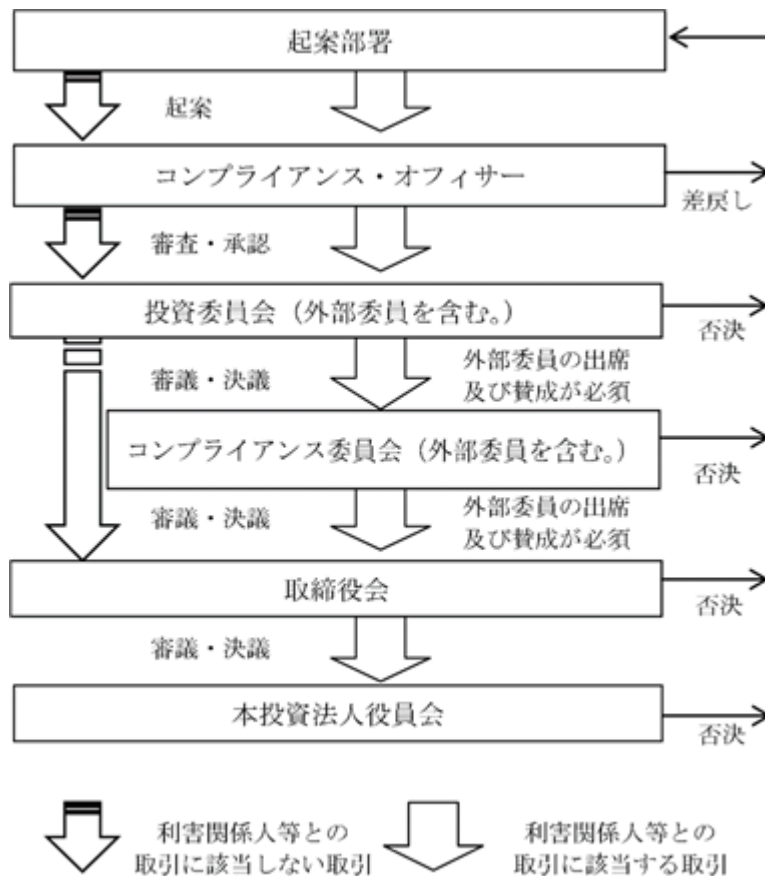 起案部署
起案
コンプライアンス・オフィサー
差戻し
審査・承認
投資委員会（外部委員を含む。）
否決
審議・決議
外部委員の出席
及び賛成が必須
コンプライアンス委員会（外部委員を含む。）
否決
審議・決議
外部委員の出席
及び賛成が必須
取締役会
否決
審議・決議
本投資法人役員会
否決
利害関係人等との
取引に該当しない取引
利害関係人等との
取引に該当する取引